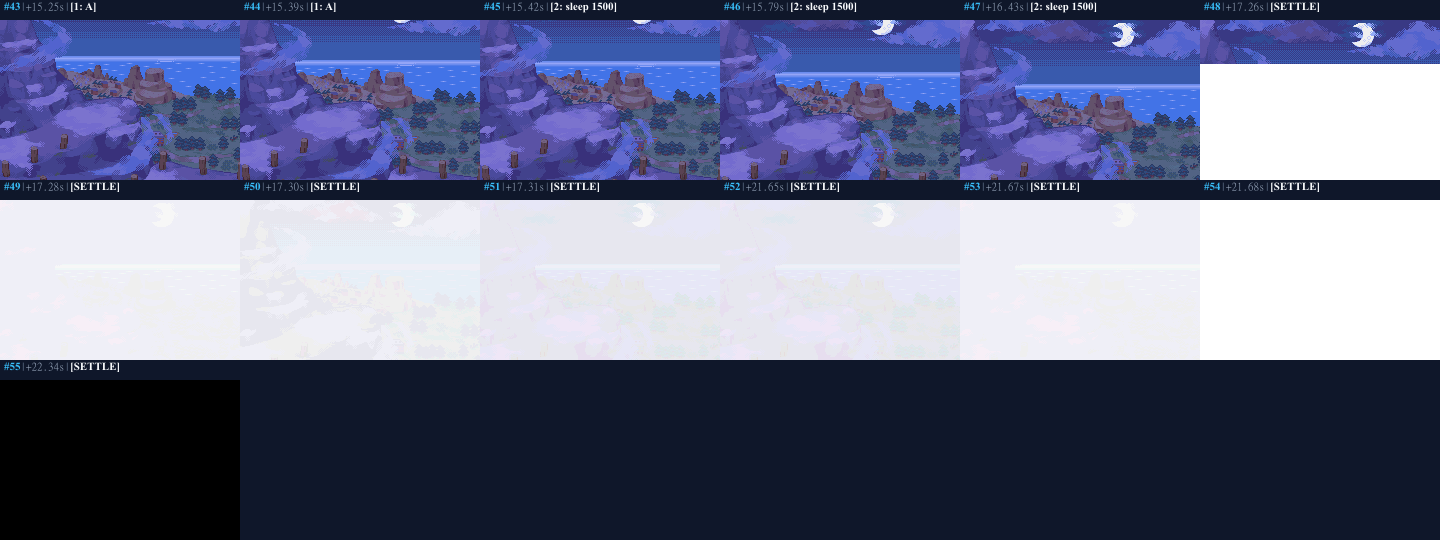 #43|+15.25s|[1: A]
#44|+15.39s|[1: A]
#45|+15.42s|[2: sleep 1500]
#46|+15.79s|[2: sleep 1500]
#47|+16.43s|[2: sleep 1500]
#48|+17.26s|[SETTLE]
#49|+17.28s|[SETTLE]
#50|+17.30s|[SETTLE]
#51|+17.31s|[SETTLE]
#52|+21.65s|[SETTLE]
#53|+21.67s|[SETTLE]
#54|+21.68s|[SETTLE]
#55|+22.34s|[SETTLE]